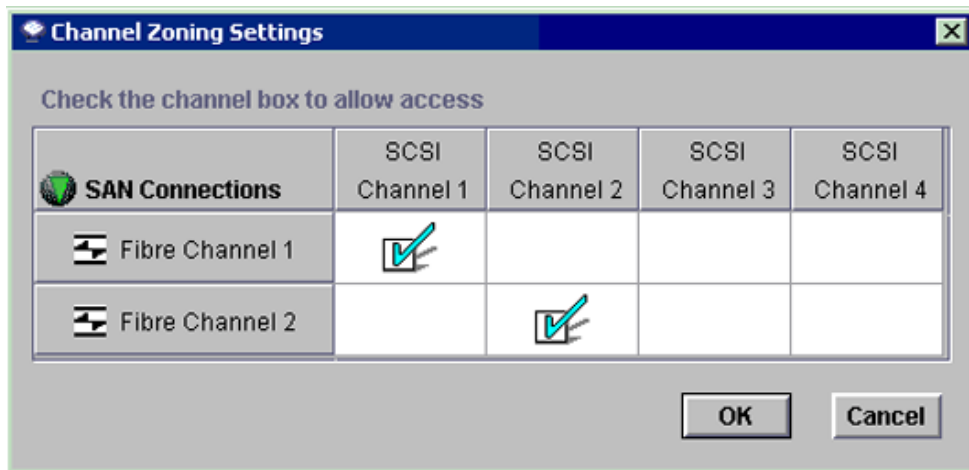 Channel Zoning Settings
Check the channel box to allow access
SAN Connections
SCSI Channel 1
SCSI Channel 2
SCSI Channel 3
SCSI Channel 4
Fibre Channel 1
Fibre Channel 2
OK
Cancel